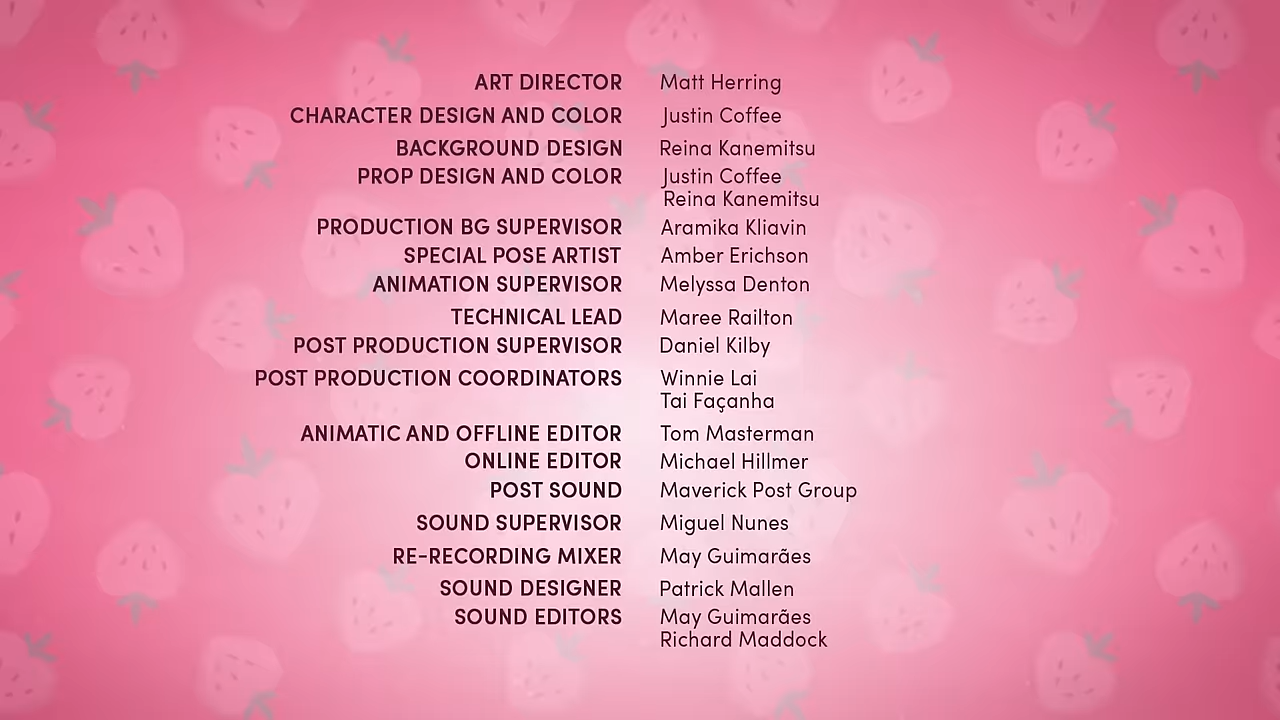 ART DIRECTOR Matt Herring
CHARACTER DESIGN AND COLOR Justin Coffee
BACKGROUND DESIGN Reina Kanemitsu
PROP DESIGN AND COLOR Justin Coffee
Reina Kanemitsu
PRODUCTION BG SUPERVISOR Aramika Kliavin
SPECIAL POSE ARTIST Amber Erichson
ANIMATION SUPERVISOR Melyssa Denton
TECHNICAL LEAD Maree Railton
POST PRODUCTION SUPERVISOR Daniel Kilby
POST PRODUCTION COORDINATORS Winnie Lai
Tai Façanha
ANIMATIC AND OFFLINE EDITOR Tom Masterman
ONLINE EDITOR Michael Hillmer
POST SOUND Maverick Post Group
SOUND SUPERVISOR Miguel Nunes
RE-RECORDING MIXER May Guimarães
SOUND DESIGNER Patrick Mallen
SOUND EDITORS May Guimarães
Richard Maddock